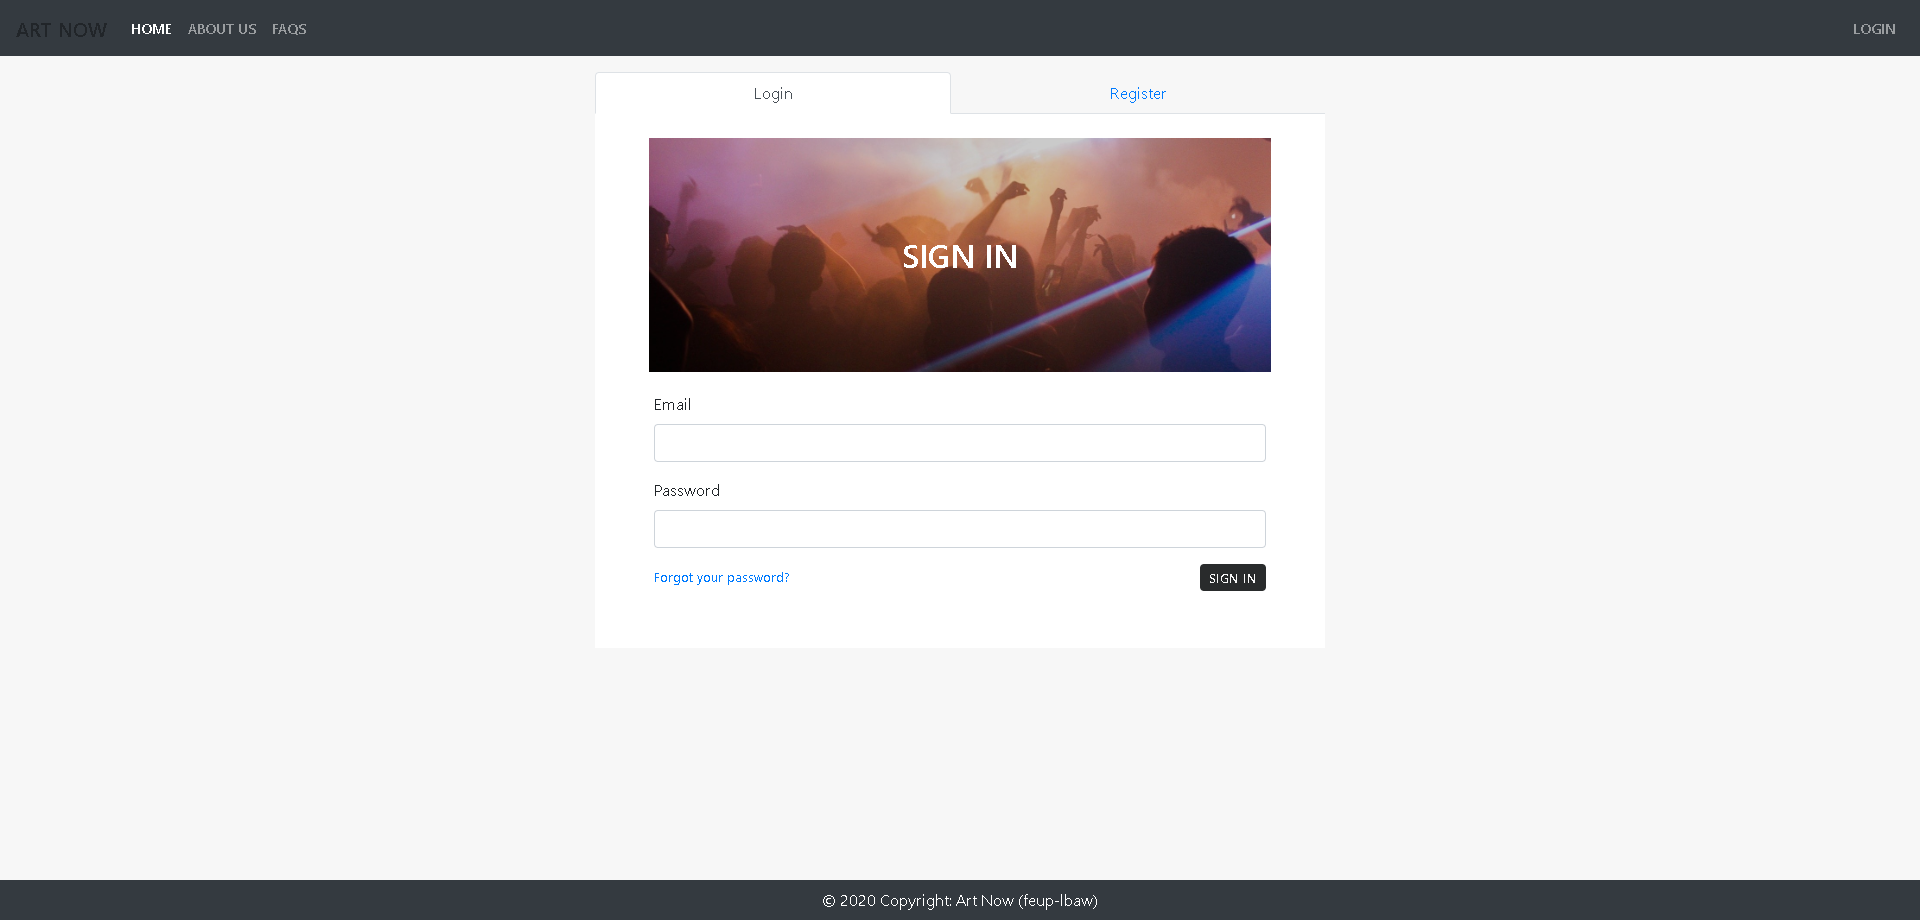 ART NOW HOME ABOUT US FAQS LOGIN
Login Register
SIGN IN
Email
Password
Forgot your password? SIGN IN
© 2020 Copyright: Art Now (feup-lbaw)